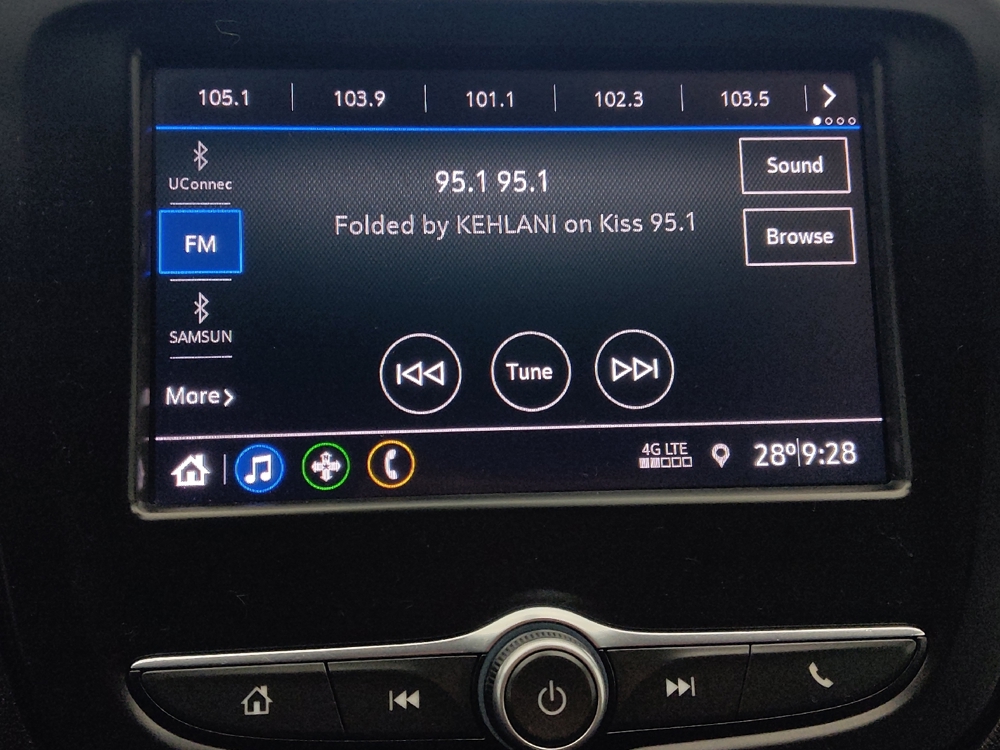 105.1 103.9 101.1 102.3 103.5
UConnec
FM
SAMSUN
More
95.1 95.1
Folded by KEHLANI on Kiss 95.1
Sound
Browse
Tune
4G LTE
28° 9:28